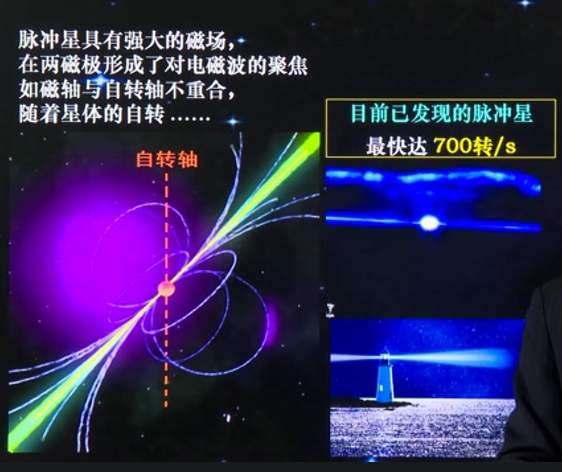 脉冲星具有强大的磁场，
在两磁极形成了对电磁波的聚焦
如磁轴与自转轴不重合，
随着星体的自转 ……
目前已发现的脉冲星
最快达 700转/s
自转轴